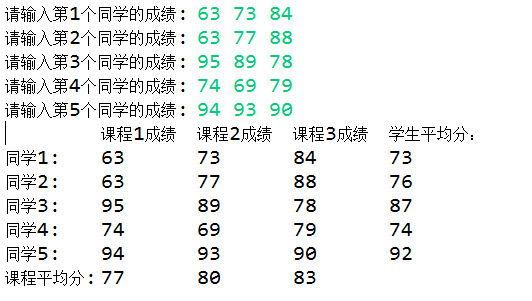 请输入第1个同学的成绩: 63 73 84
请输入第2个同学的成绩: 63 77 88
请输入第3个同学的成绩: 95 89 78
请输入第4个同学的成绩: 74 69 79
请输入第5个同学的成绩: 94 93 90
课程1成绩 课程2成绩 课程3成绩 学生平均分:
同学1: 63 73 84 73
同学2: 63 77 88 76
同学3: 95 89 78 87
同学4: 74 69 79 74
同学5: 94 93 90 92
课程平均分: 77 80 83